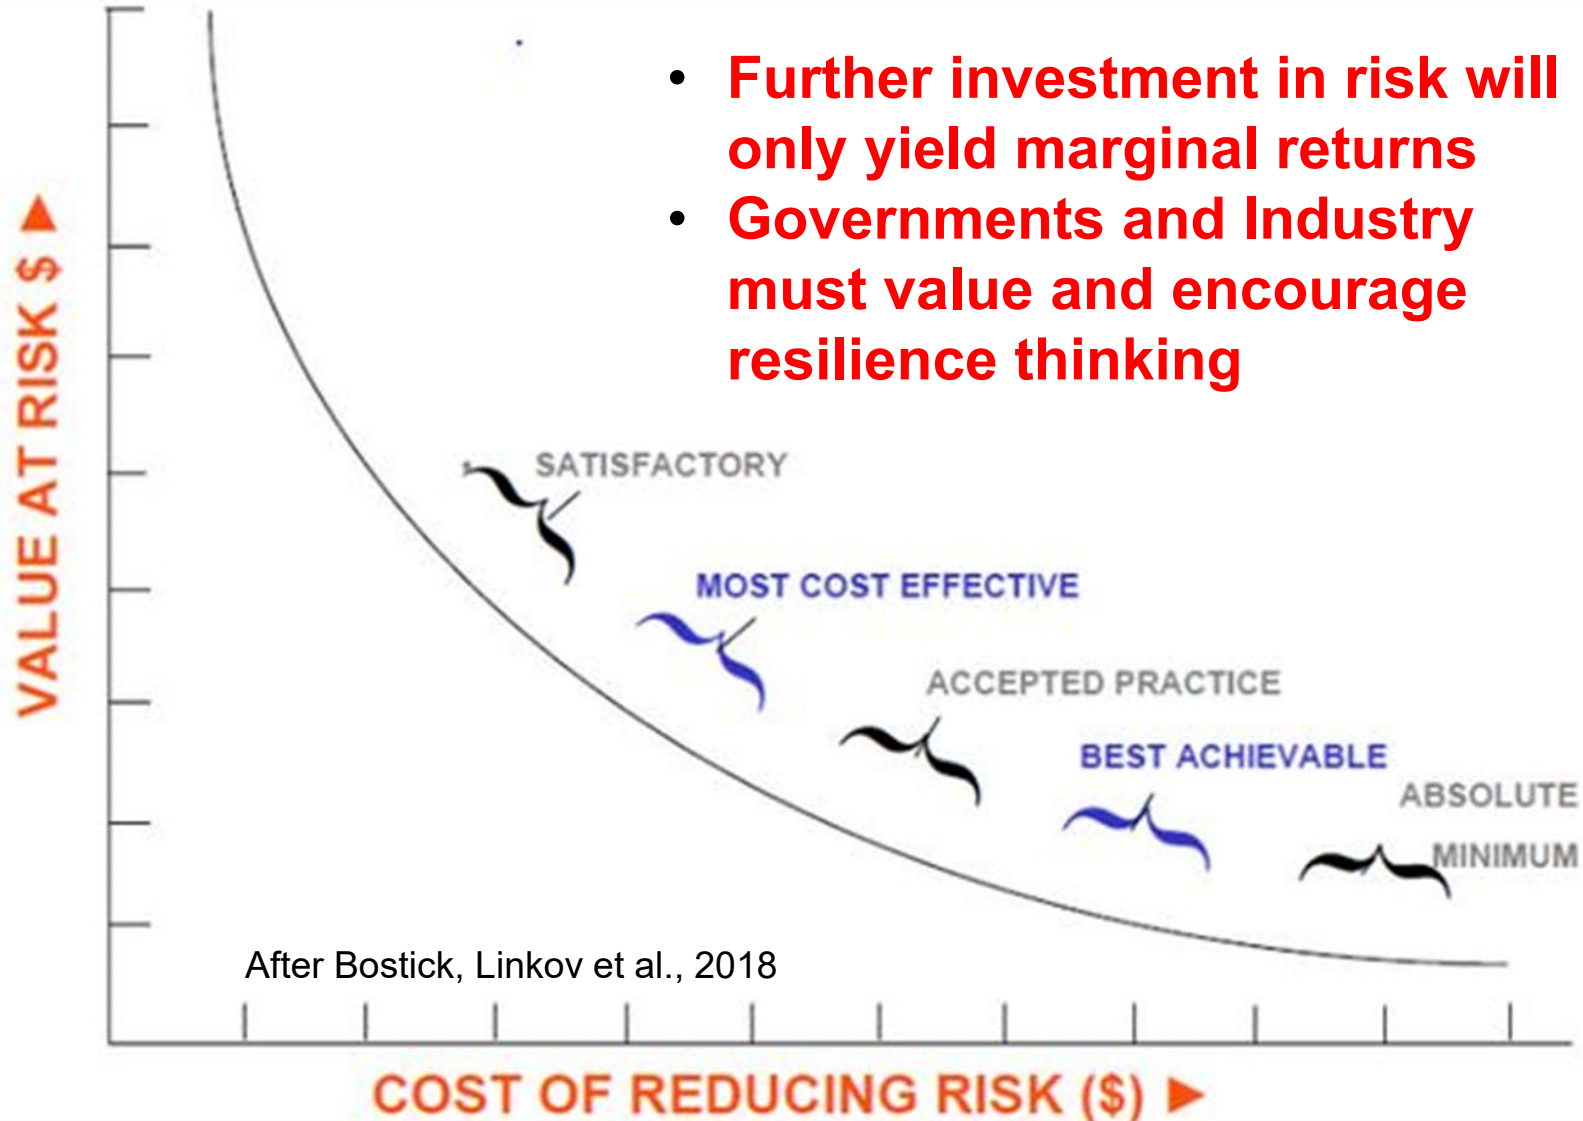 • Further investment in risk will
only yield marginal returns
• Governments and Industry
must value and encourage
resilience thinking
VALUE AT RISK $ ▶
SATISFACTORY
MOST COST EFFECTIVE
ACCEPTED PRACTICE
BEST ACHIEVABLE
ABSOLUTE
MINIMUM
After Bostick, Linkov et al., 2018
COST OF REDUCING RISK ($) ▶